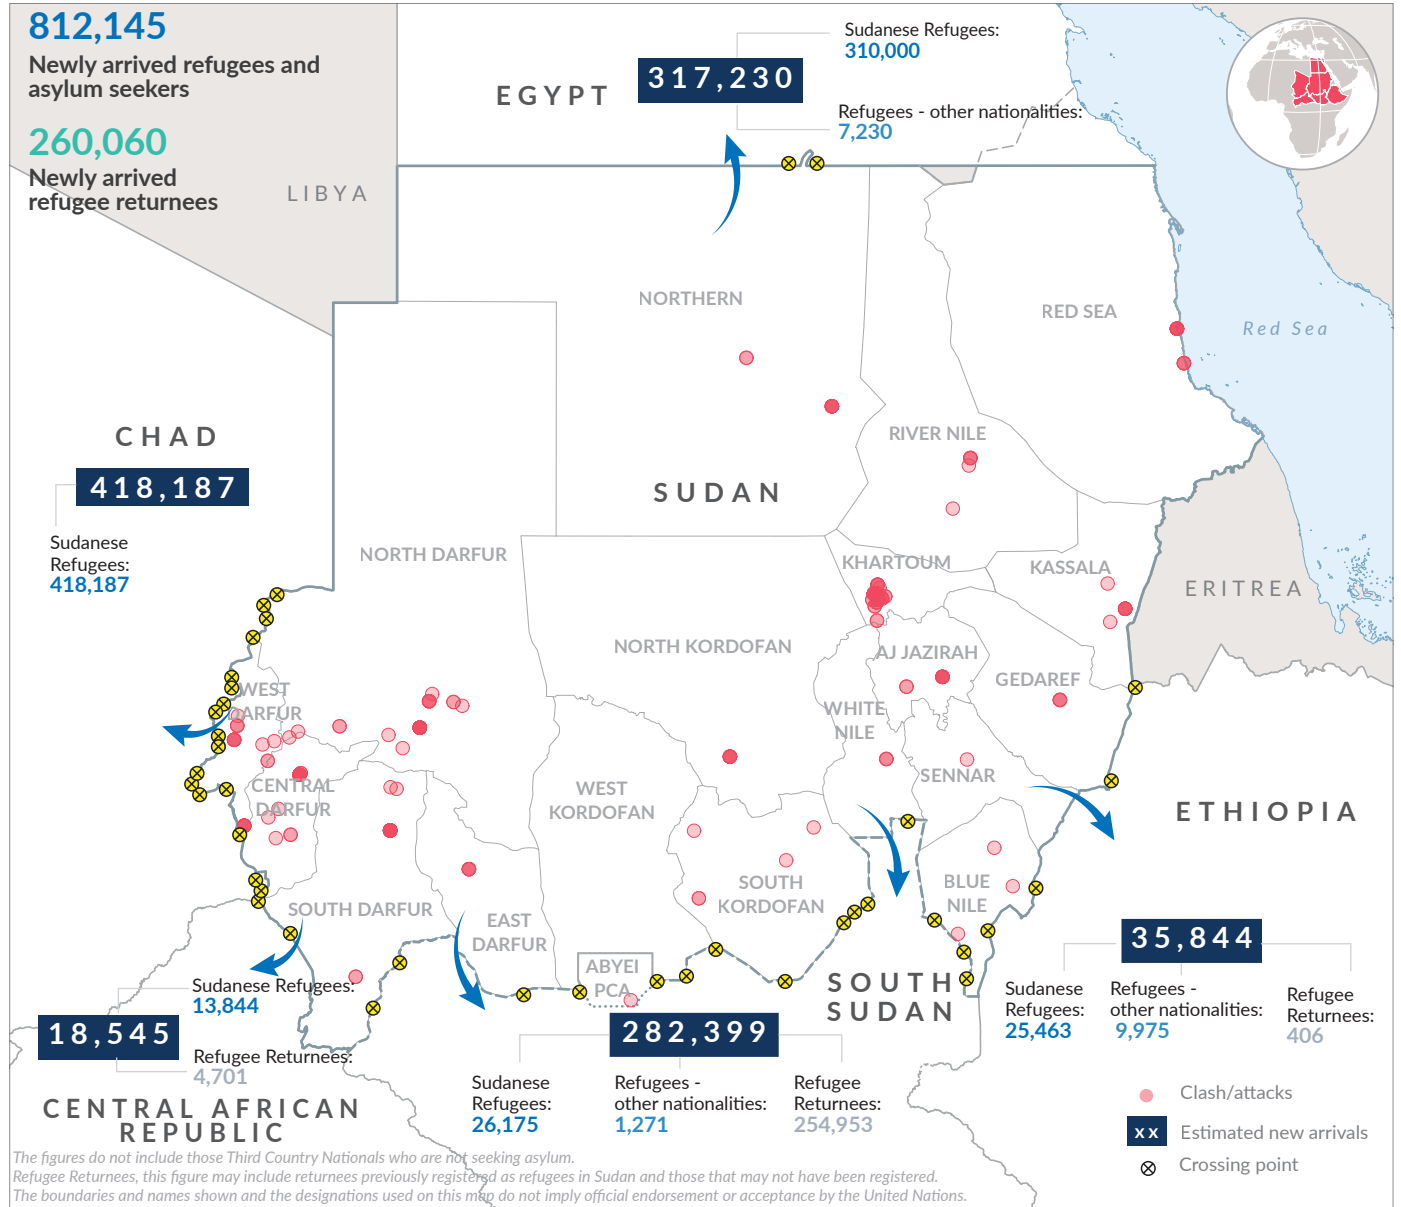 812,145
Newly arrived refugees and
asylum seekers
260,060
Newly arrived
refugee returnees
LIBYA
EGYPT
317,230
Sudanese Refugees:
310,000
Refugees - other nationalities:
7,230
NORTHERN
RED SEA
Red Sea
CHAD
418,187
Sudanese
Refugees:
418,187
RIVER NILE
SUDAN
NORTH DARFUR
KHARTOUM
KASSALA
ERITREA
NORTH KORDOFAN
AJ JAZIRAH
GEDAREF
WEST
DARFUR
WHITE
NILE
SENNAR
CENTRAL
DARFUR
WEST
KORDOFAN
ETHIOPIA
SOUTH
KORDOFAN
BLUE
NILE
SOUTH DARFUR
EAST
DARFUR
ABYEI
PCA
SOUTH
SUDAN
35,844
Sudanese
Refugees:
25,463
Refugees -
other nationalities:
9,975
Refugee
Returnees:
406
18,545
Sudanese Refugees:
13,844
Refugee Returnees:
4,701
CENTRAL AFRICAN
REPUBLIC
282,399
Sudanese
Refugees:
26,175
Refugees -
other nationalities:
1,271
Refugee
Returnees:
254,953
Clash/attacks
xx Estimated new arrivals
Crossing point
The figures do not include those Third Country Nationals who are not seeking asylum.
Refugee Returnees, this figure may include returnees previously registered as refugees in Sudan and those that may not have been registered.
The boundaries and names shown and the designations used on this map do not imply official endorsement or acceptance by the United Nations.